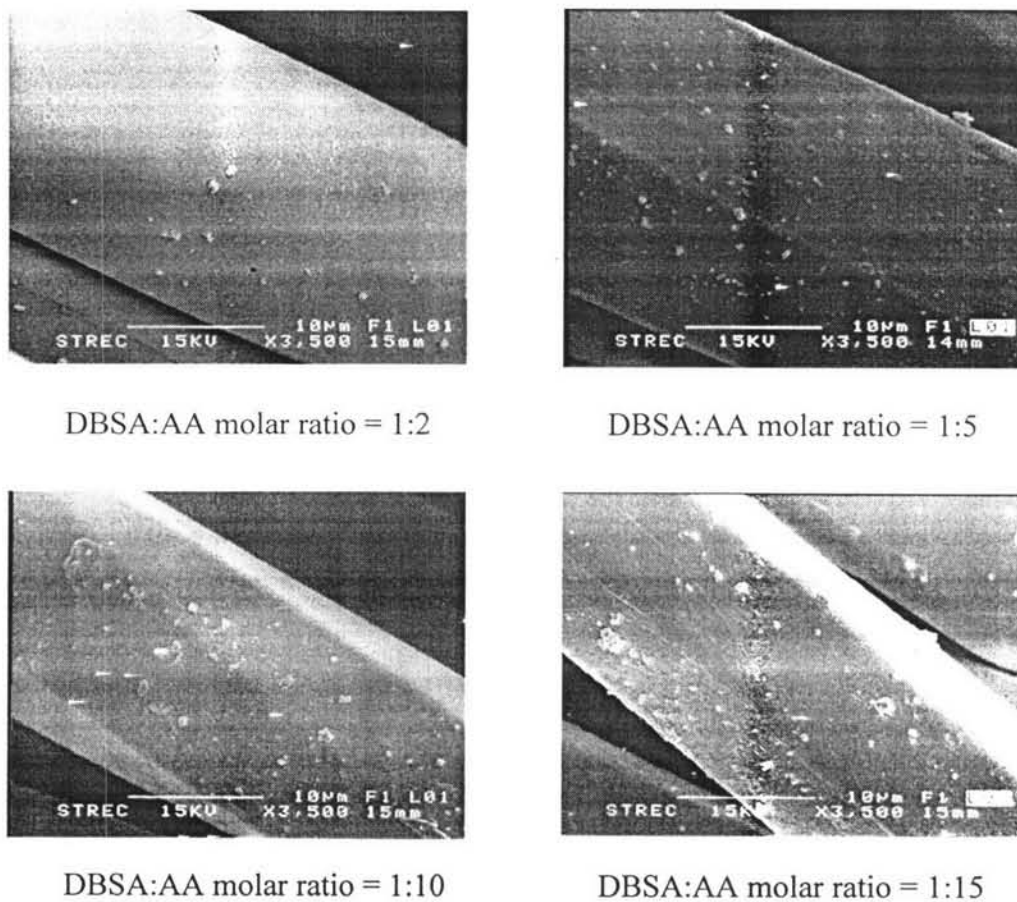 10µm F1 L01
STREC 15KV X3,500 15mm
10µm F1 L01
STREC 15KV X3,500 14mm
DBSA:AA molar ratio = 1:2
DBSA:AA molar ratio = 1:5
10µm F1 L01
STREC 15KV X3,500 15mm
10µm F1
STREC 15KV X3,500 15mm
DBSA:AA molar ratio = 1:10
DBSA:AA molar ratio = 1:15